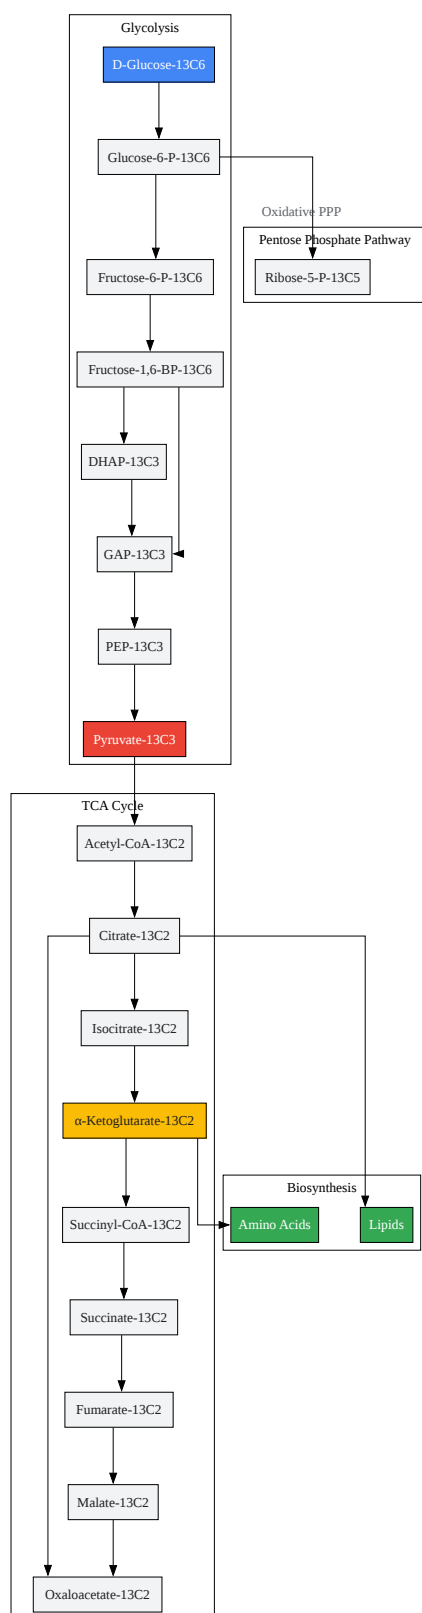 Glycolysis
D-Glucose-13C6
Glucose-6-P-13C6
Oxidative PPP
Pentose Phosphate Pathway
Fructose-6-P-13C6
Ribose-5-P-13C5
Fructose-1,6-BP-13C6
DHAP-13C3
GAP-13C3
PEP-13C3
Pyruvate-13C3
TCA Cycle
Acetyl-CoA-13C2
Citrate-13C2
Isocitrate-13C2
α-Ketoglutarate-13C2
Biosynthesis
Succinyl-CoA-13C2
Amino Acids
Lipids
Succinate-13C2
Fumarate-13C2
Malate-13C2
Oxaloacetate-13C2